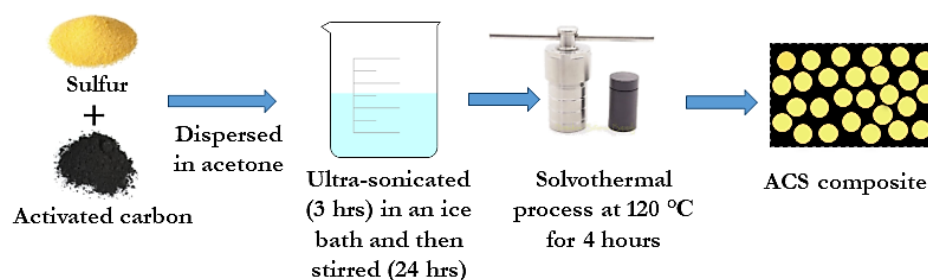 Sulfur
+
Activated carbon
Dispersed
in acetone
Ultra-sonicated
(3 hrs) in an ice
bath and then
stirred (24 hrs)
Solvothermal
process at 120 °C
for 4 hours
ACS composite